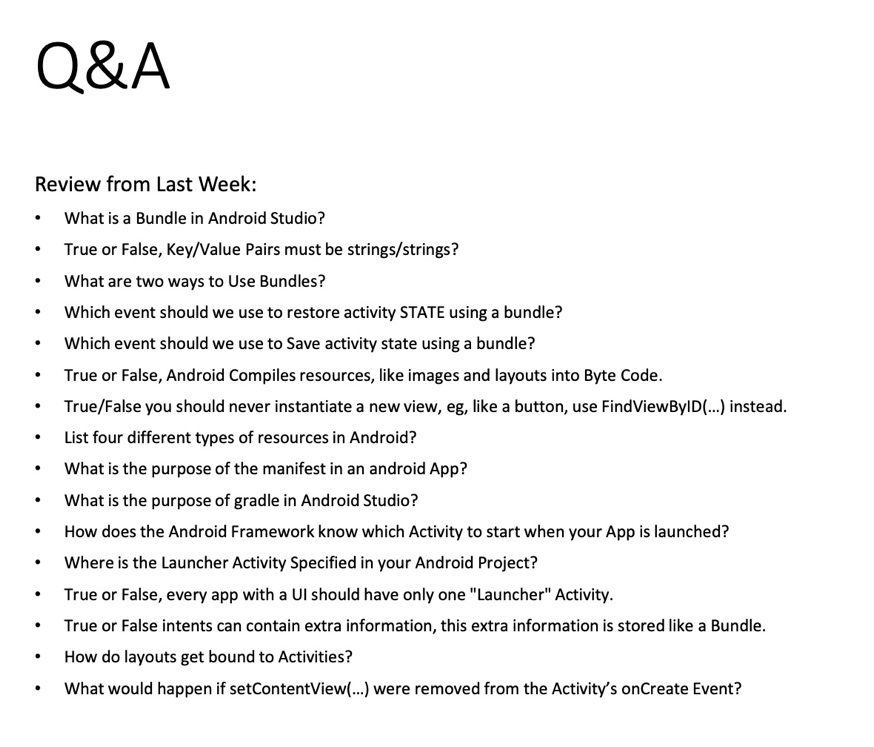 Q&A
Review from Last Week:
• What is a Bundle in Android Studio?
• True or False, Key/Value Pairs must be strings/strings?
• What are two ways to Use Bundles?
• Which event should we use to restore activity STATE using a bundle?
• Which event should we use to Save activity state using a bundle?
• True or False, Android Compiles resources, like images and layouts into Byte Code.
• True/False you should never instantiate a new view, eg, like a button, use FindViewByID(...) instead.
• List four different types of resources in Android?
• What is the purpose of the manifest in an android App?
• What is the purpose of gradle in Android Studio?
• How does the Android Framework know which Activity to start when your App is launched?
• Where is the Launcher Activity Specified in your Android Project?
• True or False, every app with a UI should have only one "Launcher" Activity.
• True or False intents can contain extra information, this extra information is stored like a Bundle.
• How do layouts get bound to Activities?
• What would happen if setContentView(...) were removed from the Activity’s onCreate Event?